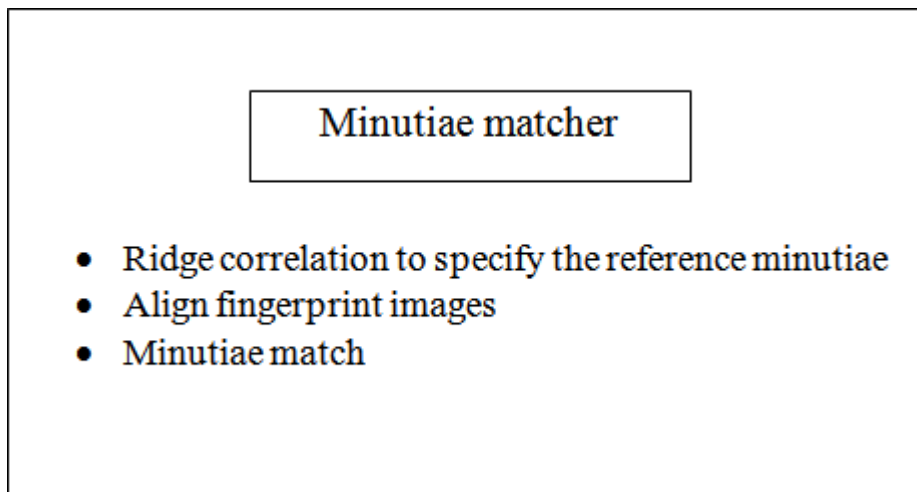 Minutiae matcher
• Ridge correlation to specify the reference minutiae
• Align fingerprint images
• Minutiae match